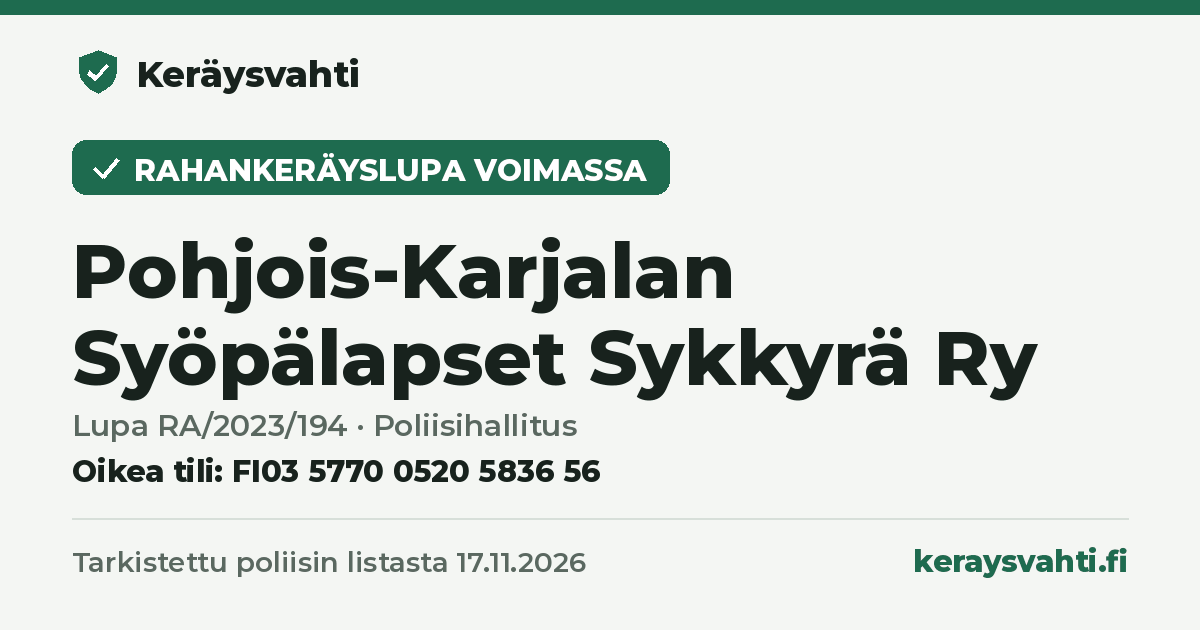 Keräysvahti
RAHANKERÄYSLUPA VOIMASSA
Pohjois-Karjalan
Syöpälapset Sykkyrä Ry
Lupa RA/2023/194 · Poliisihallitus
Oikea tili: FI03 5770 0520 5836 56
Tarkistettu poliisin listasta 17.11.2026
keraysvahti.fi